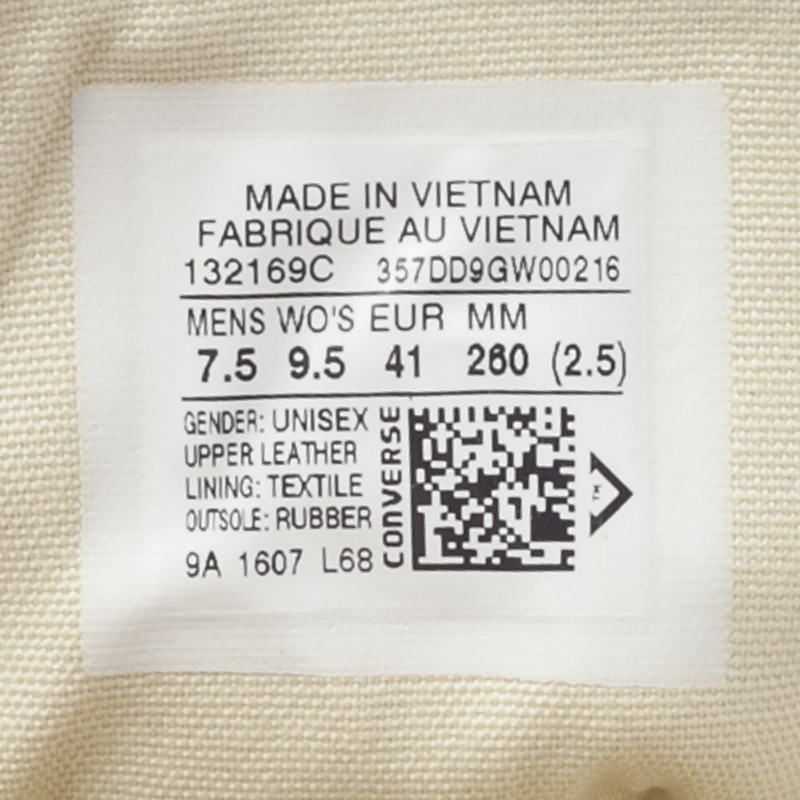 MADE IN VIETNAM
FABRIQUE AU VIETNAM
132169C 357DD9GW00216
MENS WO'S EUR MM
7.5 9.5 41 260 (2.5)
GENDER: UNISEX
UPPER LEATHER
LINING: TEXTILE
OUTSOLE: RUBBER
9A 1607 L68
CONVERSE
TM